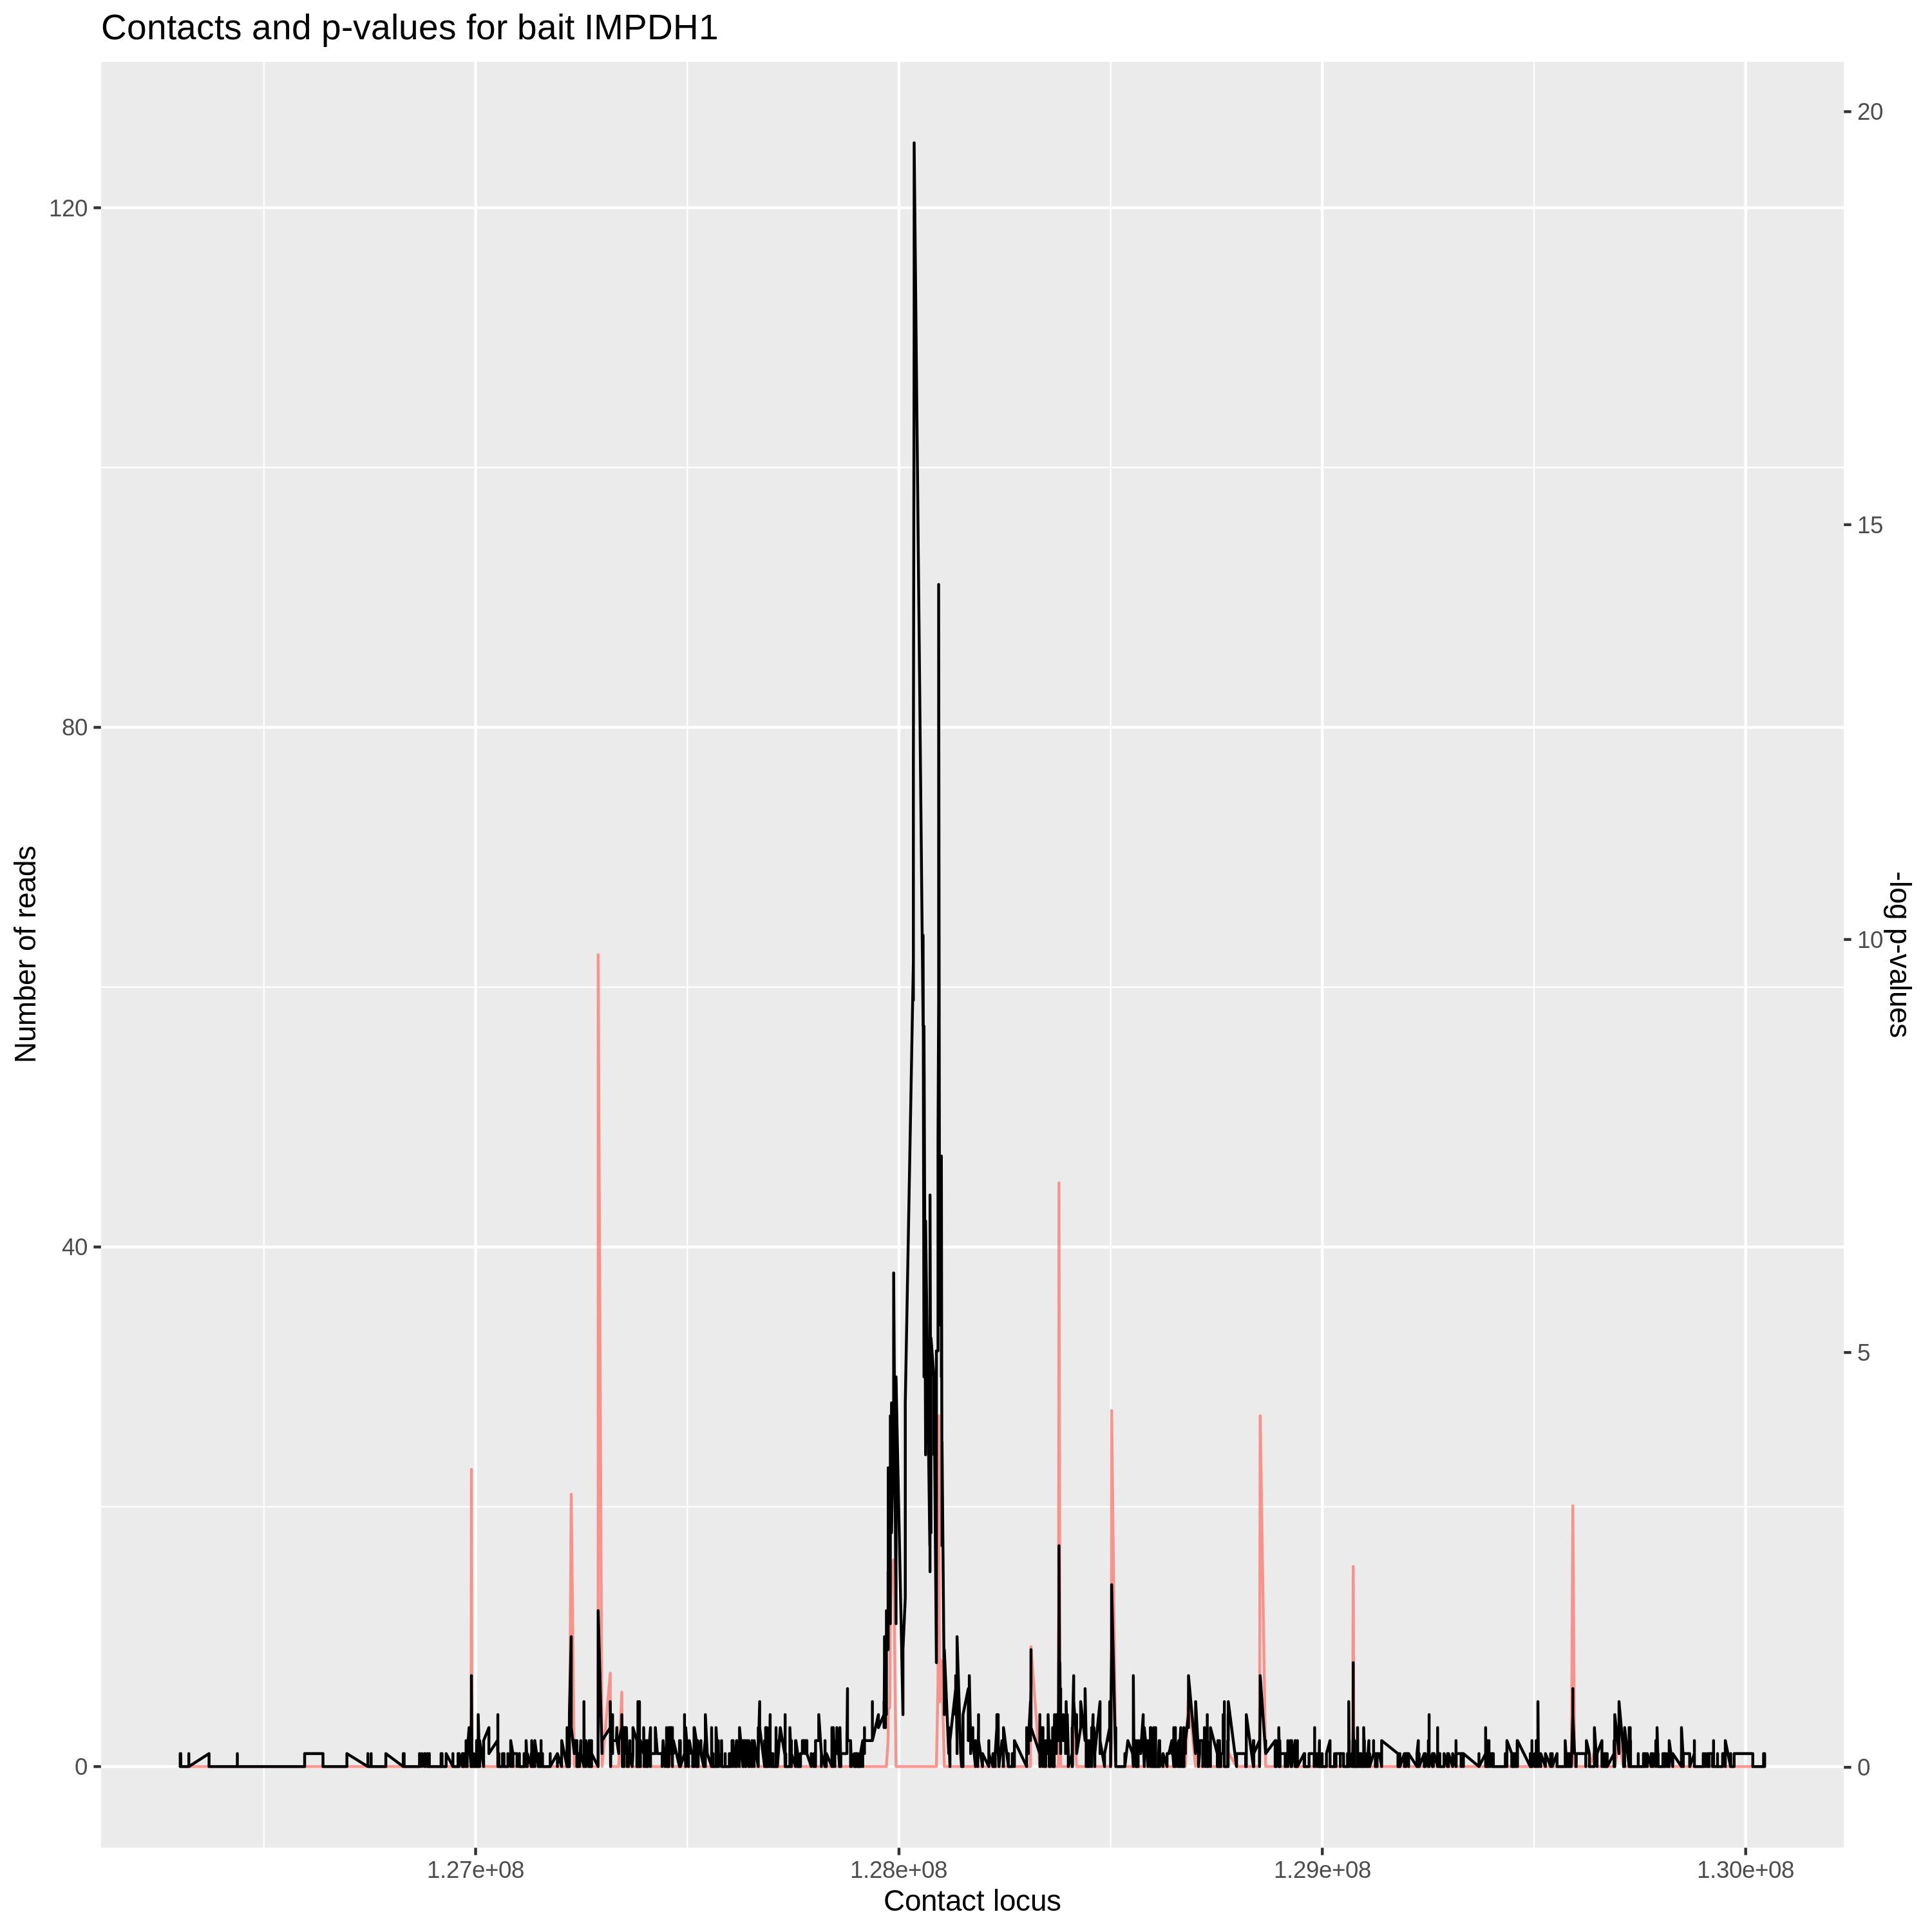 Contacts and p-values for bait IMPDH1
120
80
40
0
Number of reads
20
15
10
5
0
-log p-values
1.27e+08 1.28e+08 1.29e+08 1.30e+08
Contact locus